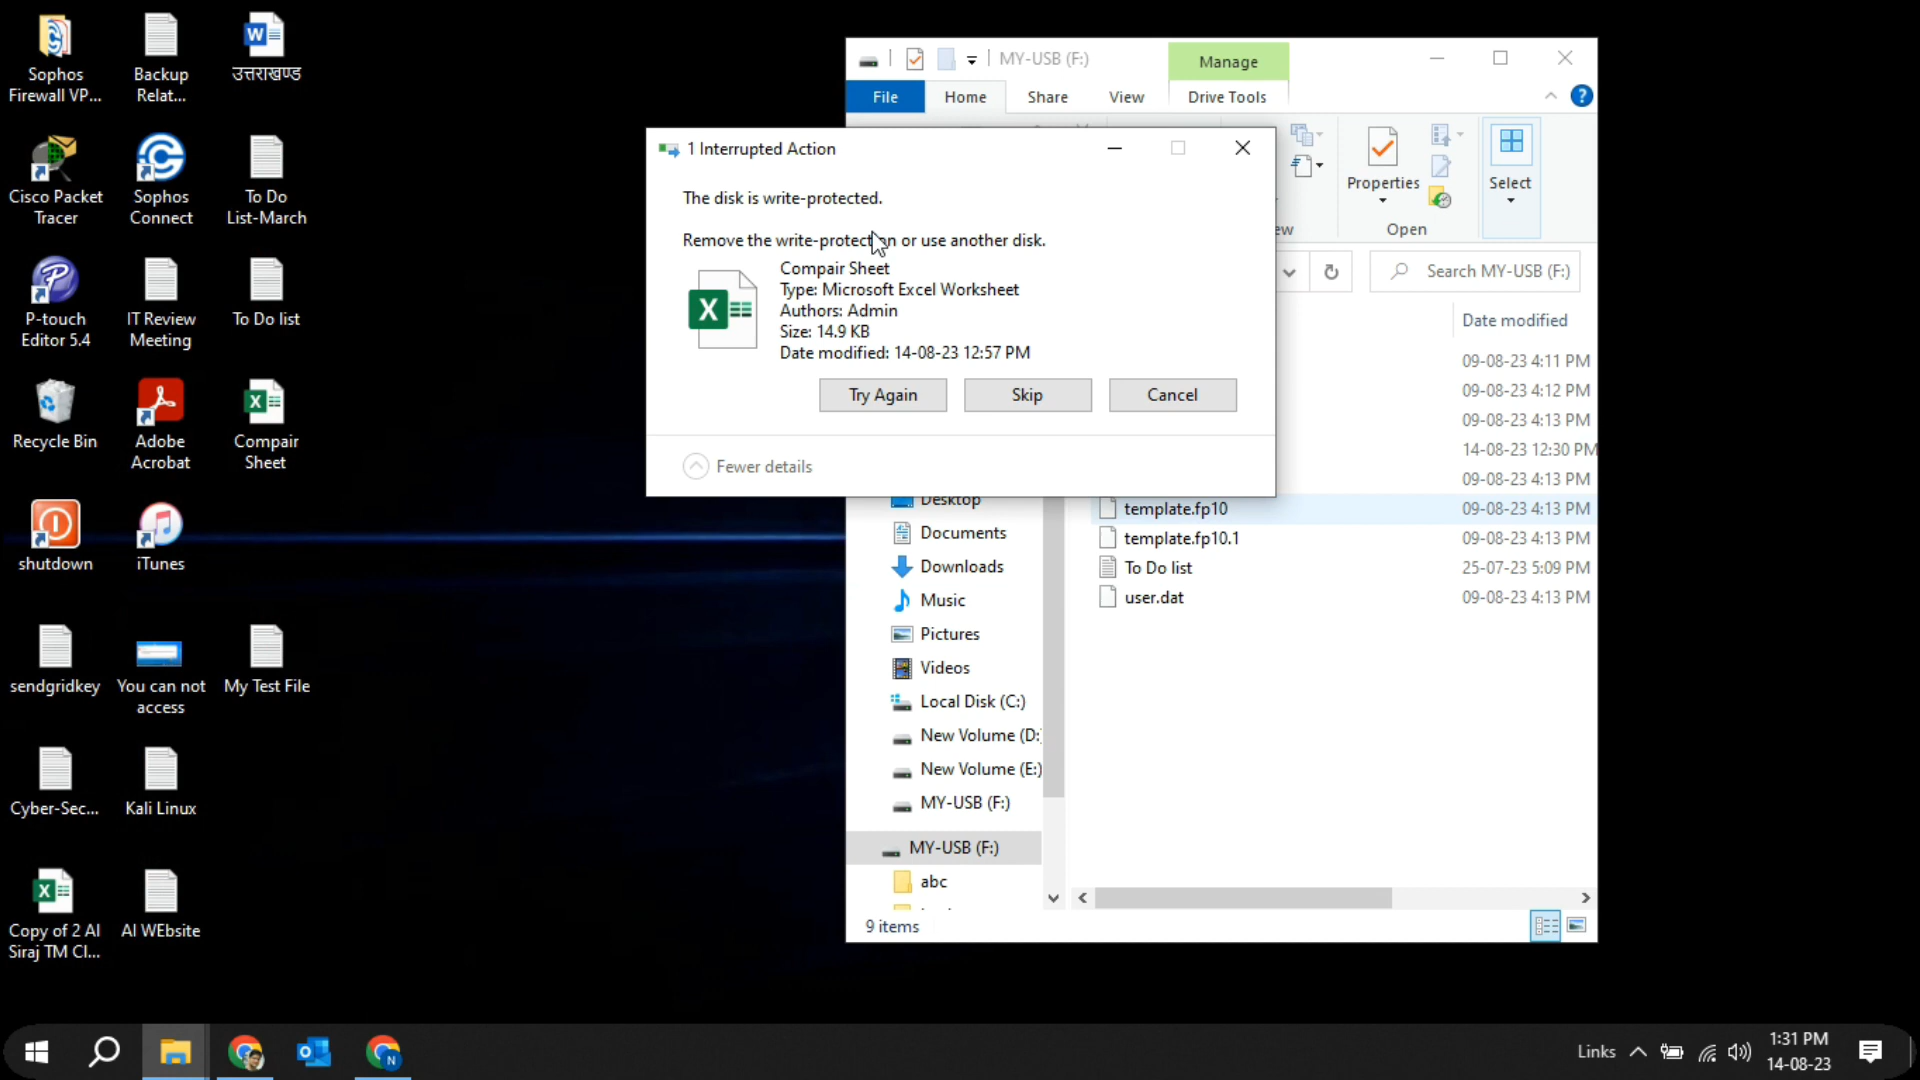 Sophos
Firewall VP...
Backup
Relat...
उत्तराखण्ड
Cisco Packet
Tracer
Sophos
Connect
To Do
List-March
P-touch
Editor 5.4
IT Review
Meeting
To Do list
Recycle Bin
Adobe
Acrobat
Compair
Sheet
shutdown
iTunes
sendgridkey
You can not
access
My Test File
Cyber-Sec...
Kali Linux
Copy of 2 Al
Siraj TM Cl...
AI WEbsite
MY-USB (F:)
Manage
File
Home
Share
View
Drive Tools
Properties
Select
Open
Search MY-USB (F:)
1 Interrupted Action
The disk is write-protected.
Remove the write-protection or use another disk.
Compair Sheet
Type: Microsoft Excel Worksheet
Authors: Admin
Size: 14.9 KB
Date modified: 14-08-23 12:57 PM
Try Again
Skip
Cancel
Fewer details
Date modified
09-08-23 4:11 PM
09-08-23 4:12 PM
09-08-23 4:13 PM
14-08-23 12:30 PM
09-08-23 4:13 PM
template.fp10 09-08-23 4:13 PM
template.fp10.1 09-08-23 4:13 PM
To Do list 25-07-23 5:09 PM
user.dat 09-08-23 4:13 PM
Desktop
Documents
Downloads
Music
Pictures
Videos
Local Disk (C:)
New Volume (D:
New Volume (E:)
MY-USB (F:)
MY-USB (F:)
abc
9 items
Links
1:31 PM
14-08-23